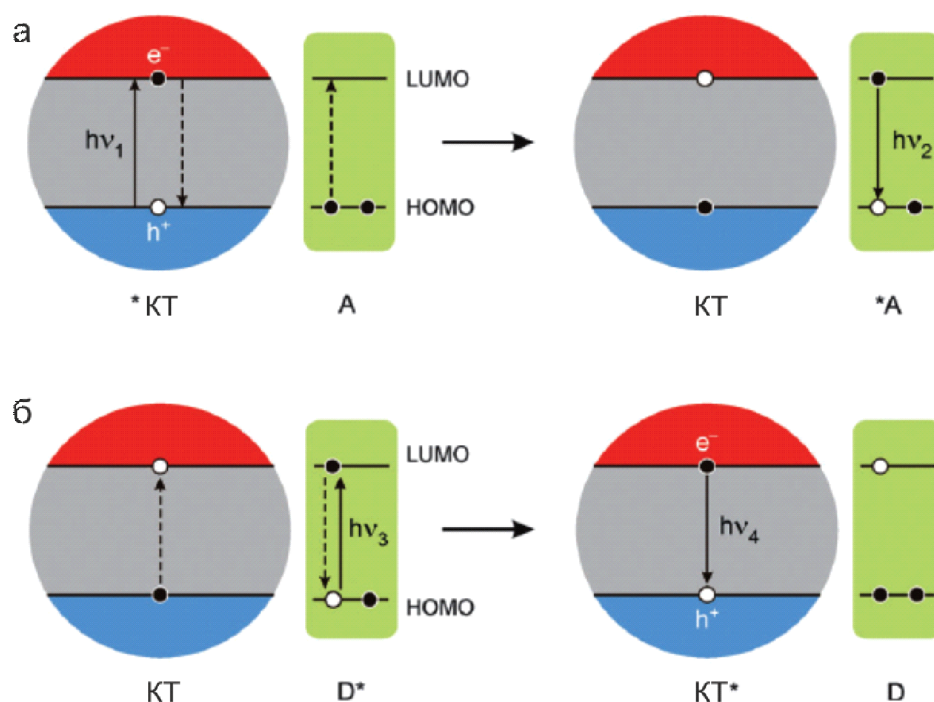 а
e⁻
LUMO
hν₁
hν₂
HOMO
h⁺
*КТ A КТ *A
б
LUMO e⁻
hν₃ hν₄
HOMO
h⁺
КТ D* КТ* D